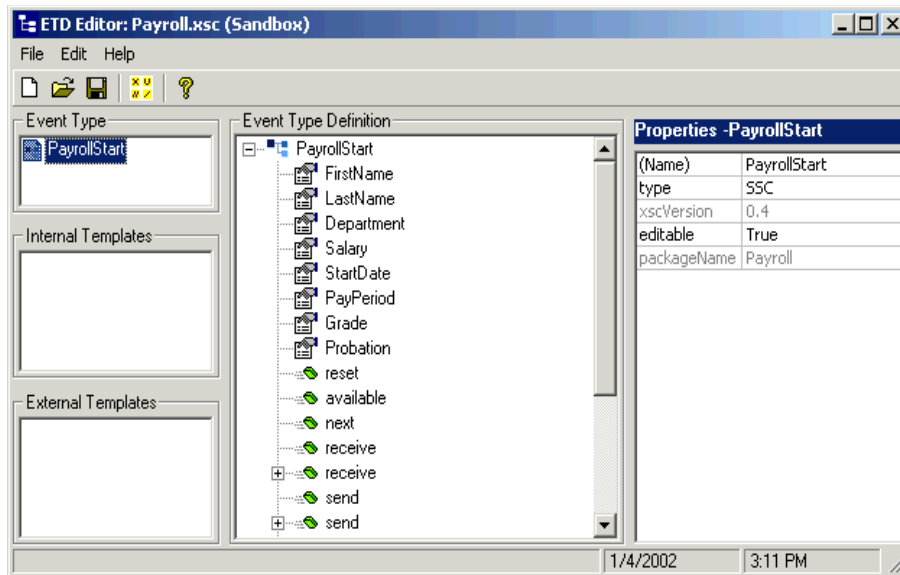 ETD Editor: Payroll.xsc (Sandbox)
File Edit Help
Event Type
PayrollStart
Internal Templates
External Templates
Event Type Definition
PayrollStart
FirstName
LastName
Department
Salary
StartDate
PayPeriod
Grade
Probation
reset
available
next
receive
receive
send
send
Properties -PayrollStart
(Name) PayrollStart
type SSC
xscVersion 0.4
editable True
packageName Payroll
1/4/2002 3:11 PM